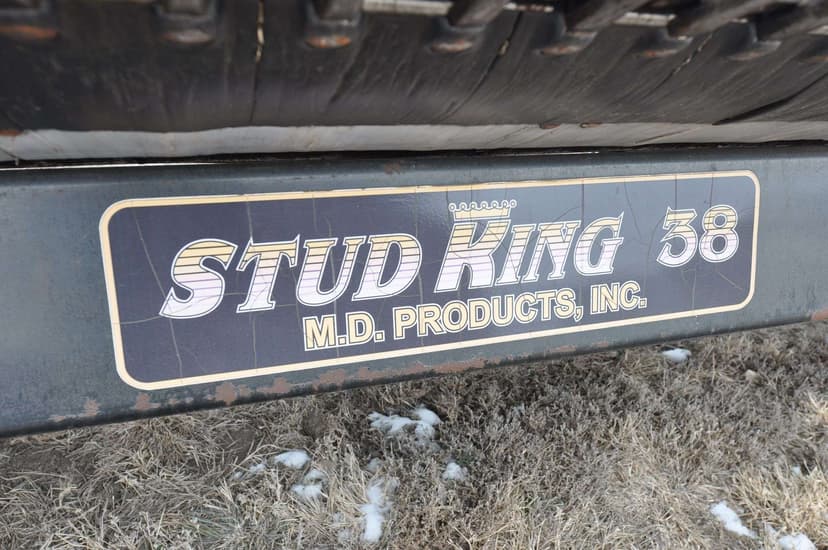 STUD KING 38
M.D. PRODUCTS, INC.